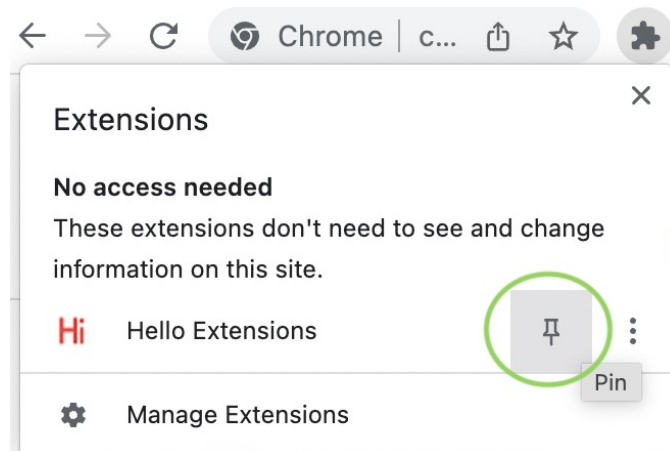 Chrome | c...
Extensions
No access needed
These extensions don't need to see and change
information on this site.
Hi Hello Extensions
Pin
Manage Extensions